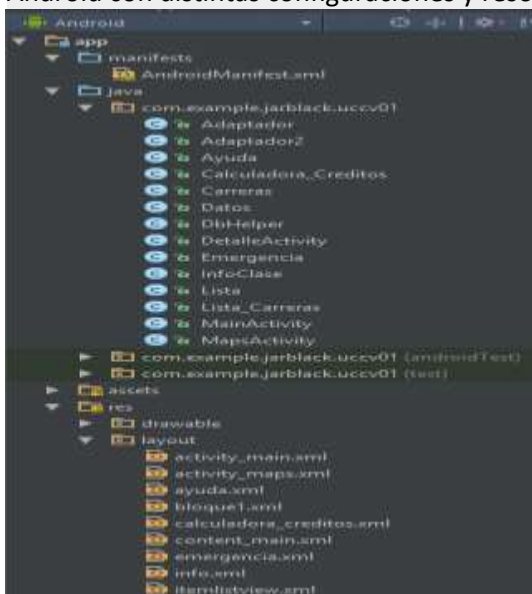 Android con distintas configuraciones y reso
Android
app
manifests
AndroidManifest.xml
java
com.example.jarblack.uccv01
Adaptador
Adaptador2
Ayuda
Calculadora_Creditos
Carreras
Datos
DbHelper
DetalleActivity
Emergencia
InfoClase
Lista
Lista_Carreras
MainActivity
MapsActivity
com.example.jarblack.uccv01 (androidTest)
com.example.jarblack.uccv01 (test)
assets
res
drawable
layout
activity_main.xml
activity_maps.xml
ayuda.xml
bloque1.xml
calculadora_creditos.xml
content_main.xml
emergencia.xml
info.xml
itemlistview.xml